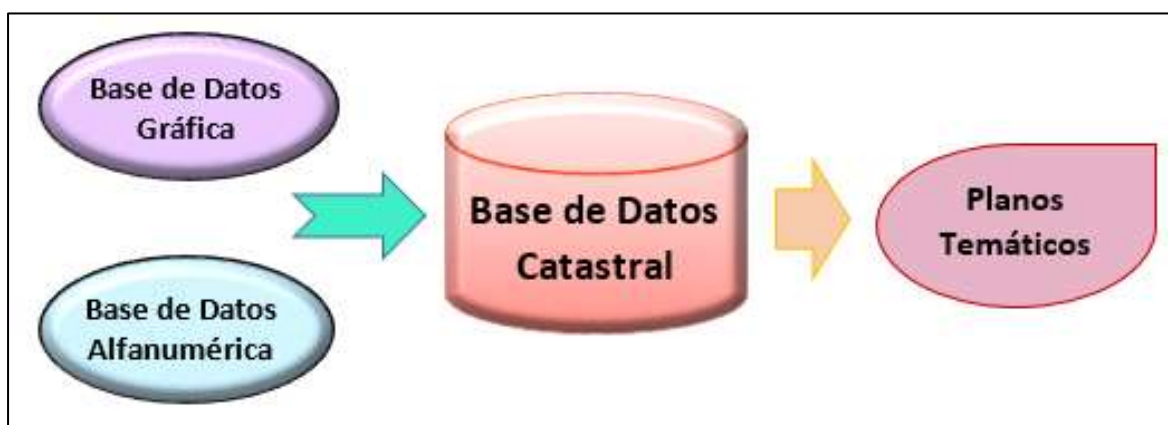 Base de Datos
Gráfica
Base de Datos
Alfanumérica
Base de Datos
Catastral
Planos
Temáticos